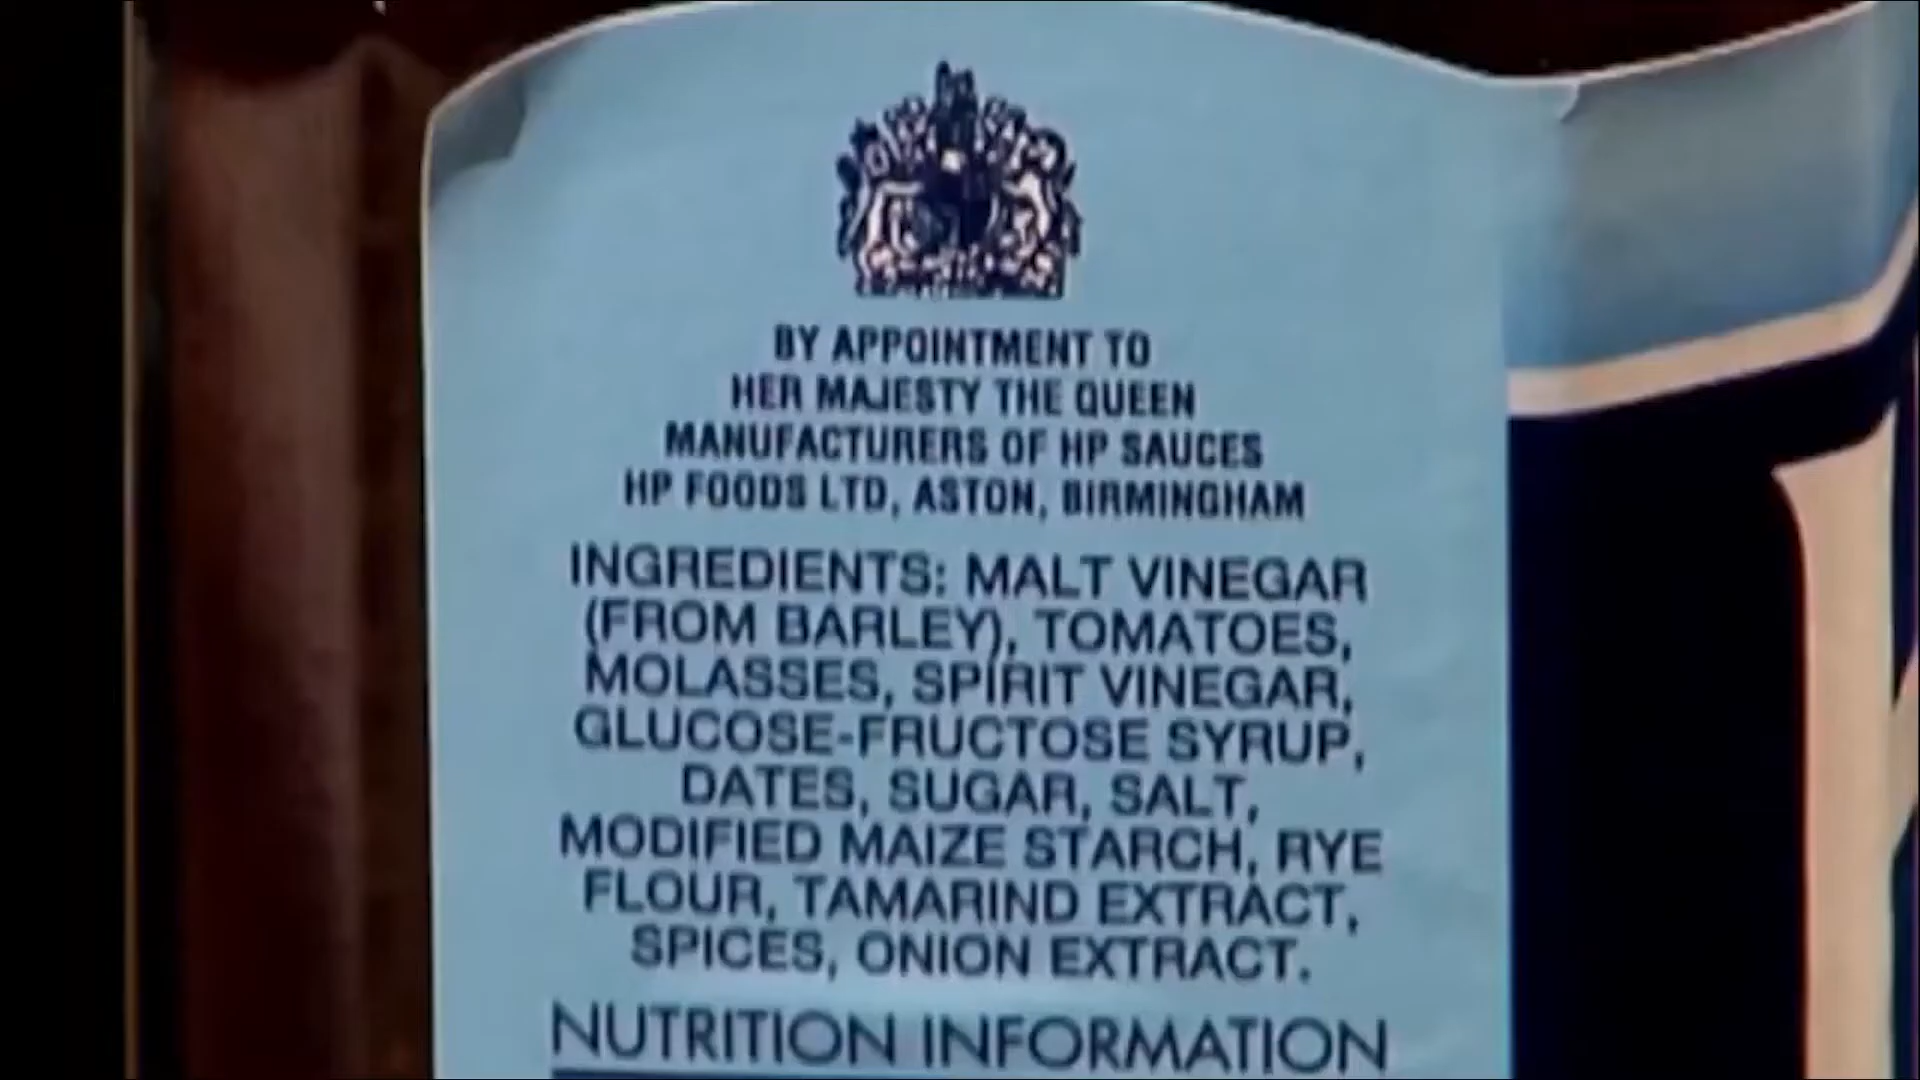 BY APPOINTMENT TO
HER MAJESTY THE QUEEN
MANUFACTURERS OF HP SAUCES
HP FOODS LTD, ASTON, BIRMINGHAM
INGREDIENTS: MALT VINEGAR
(FROM BARLEY), TOMATOES,
MOLASSES, SPIRIT VINEGAR,
GLUCOSE-FRUCTOSE SYRUP,
DATES, SUGAR, SALT,
MODIFIED MAIZE STARCH, RYE
FLOUR, TAMARIND EXTRACT,
SPICES, ONION EXTRACT.
NUTRITION INFORMATION